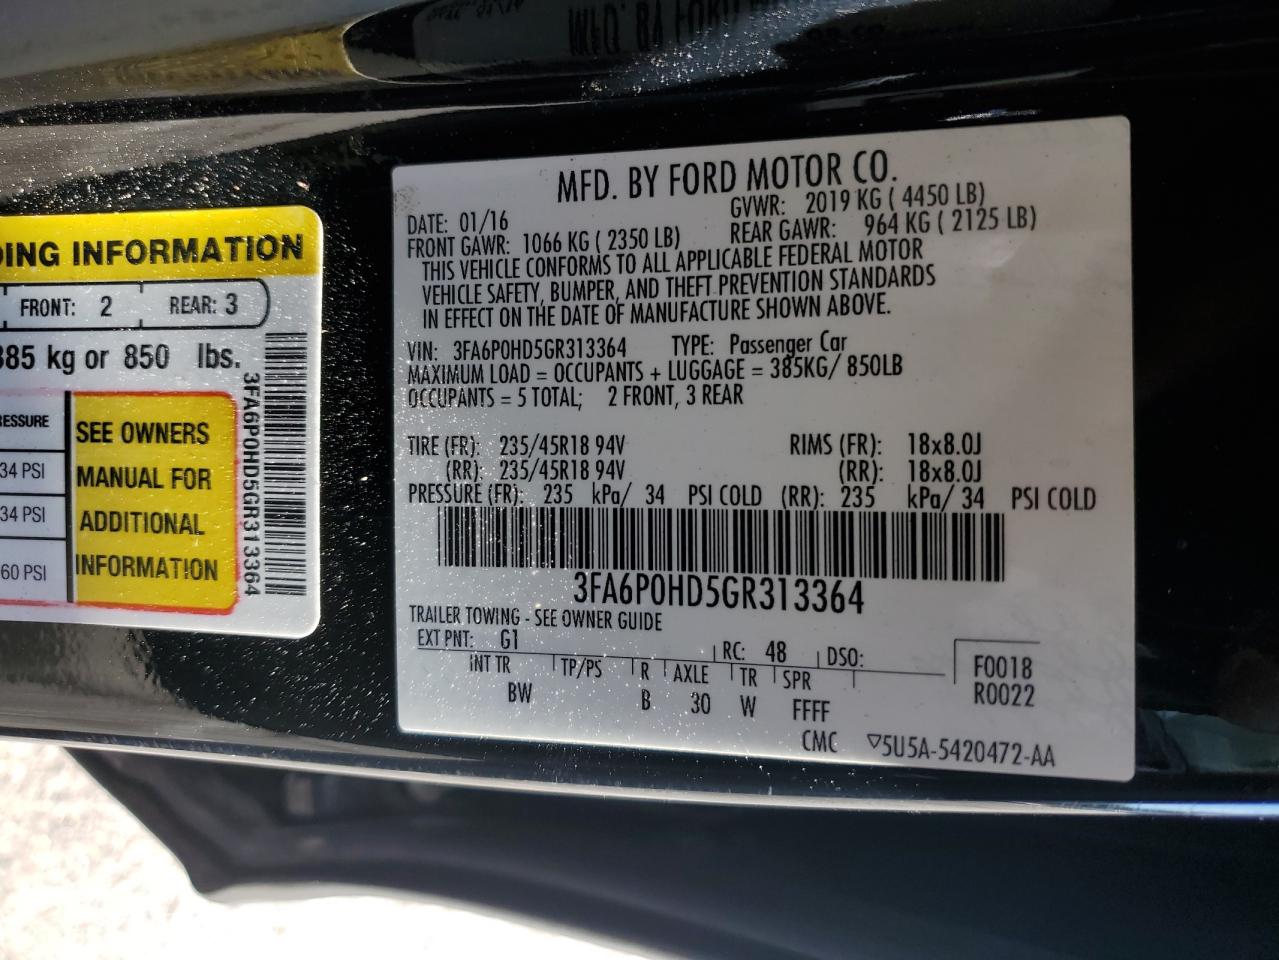 DING INFORMATION
FRONT: 2 REAR: 3
385 kg or 850 lbs.
ESSURE
34 PSI
34 PSI
60 PSI
SEE OWNERS
MANUAL FOR
ADDITIONAL
INFORMATION
3FA6P0HD5GR313364
MFD. BY FORD MOTOR CO.
DATE: 01/16 GVWR: 2019 KG ( 4450 LB)
FRONT GAWR: 1066 KG ( 2350 LB) REAR GAWR: 964 KG ( 2125 LB)
THIS VEHICLE CONFORMS TO ALL APPLICABLE FEDERAL MOTOR
VEHICLE SAFETY, BUMPER, AND THEFT PREVENTION STANDARDS
IN EFFECT ON THE DATE OF MANUFACTURE SHOWN ABOVE.
VIN: 3FA6P0HD5GR313364 TYPE: Passenger Car
MAXIMUM LOAD = OCCUPANTS + LUGGAGE = 385KG/ 850LB
OCCUPANTS = 5 TOTAL; 2 FRONT, 3 REAR
TIRE (FR): 235/45R18 94V RIMS (FR): 18x8.0J
(RR): 235/45R18 94V (RR): 18x8.0J
PRESSURE (FR): 235 kPa/ 34 PSI COLD (RR): 235 kPa/ 34 PSI COLD
3FA6P0HD5GR313364
TRAILER TOWING - SEE OWNER GUIDE
EXT PNT: G1 RC: 48 DSO:
INT TR TP/PS R AXLE TR SPR
BW B 30 W FFFF
F0018
R0022
CMC ▽5U5A-5420472-AA